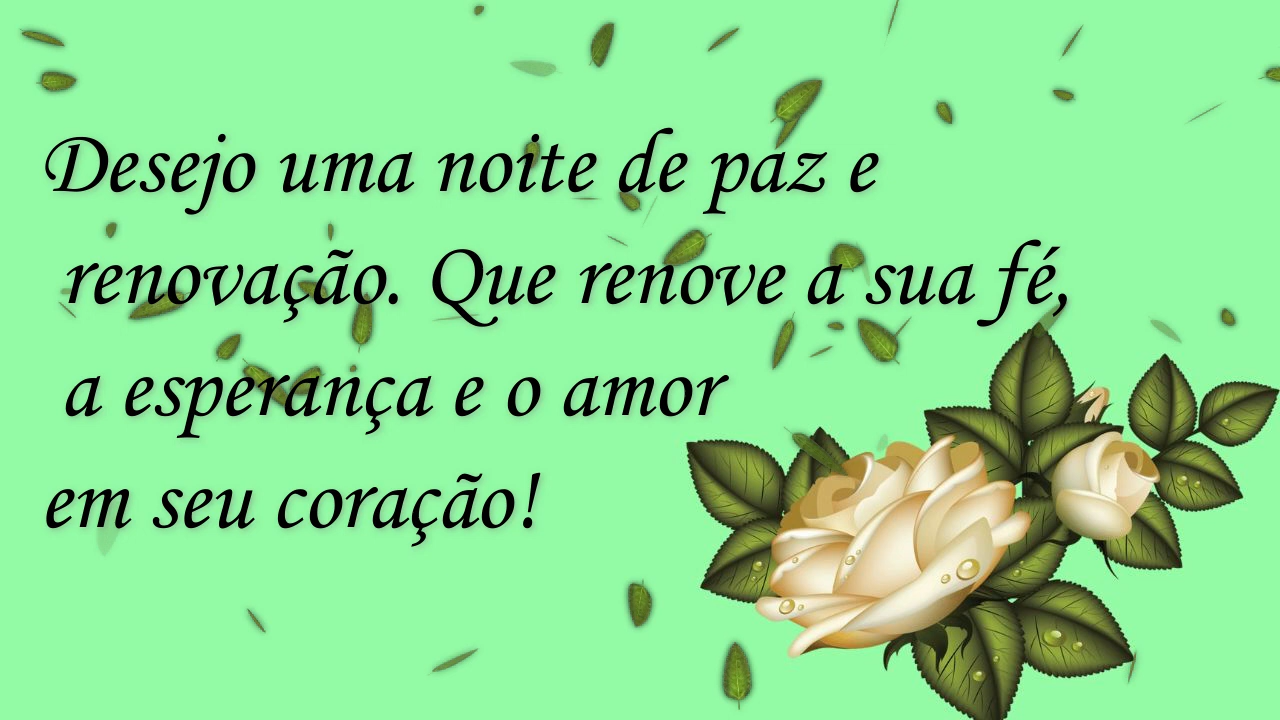 Desejo uma noite de paz e
renovação. Que renove a sua fé,
a esperança e o amor
em seu coração!